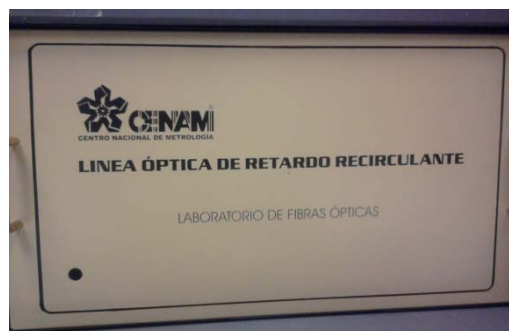 CENAM
CENTRO NACIONAL DE METROLOGÍA
LINEA ÓPTICA DE RETARDO RECIRCULANTE
LABORATORIO DE FIBRAS ÓPTICAS